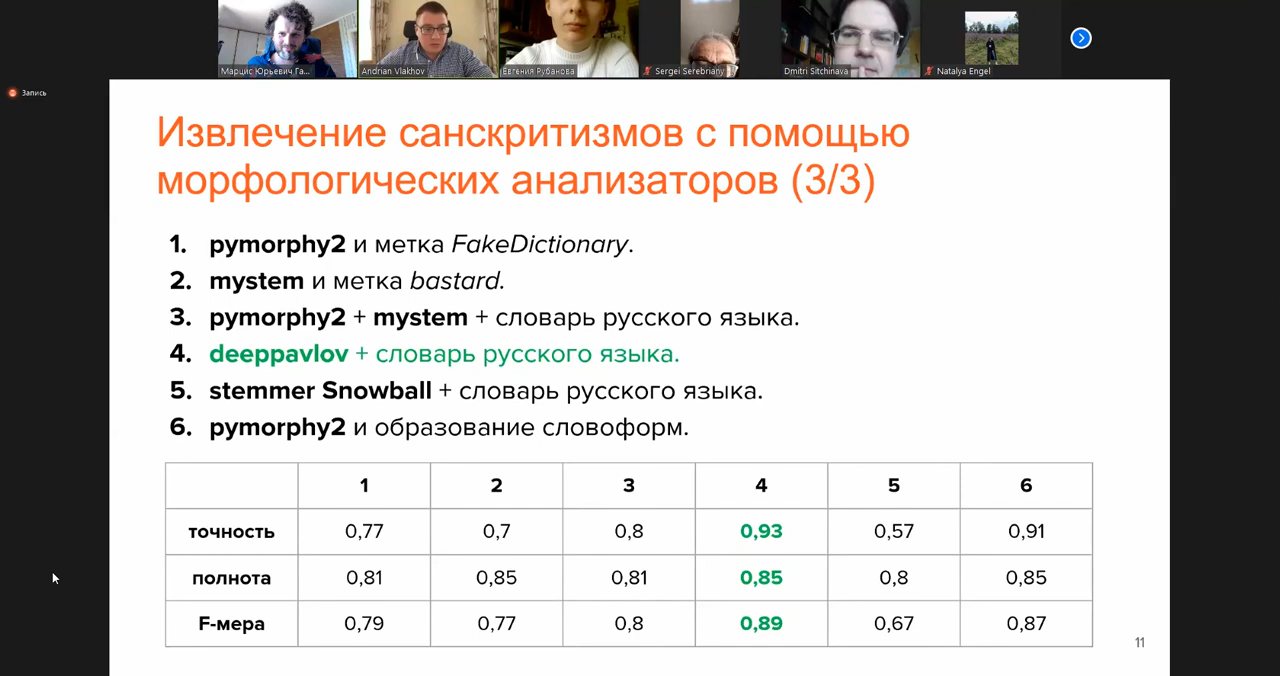 Марцис Юрьевич Га...
Andrian Vlakhov
Евгения Рубанова
Sergei Serebriany
Dmitri Sitchinava
Natalya Engel
Запись
Извлечение санскритизмов с помощью
морфологических анализаторов (3/3)
1. pymorphy2 и метка FakeDictionary.
2. mystem и метка bastard.
3. pymorphy2 + mystem + словарь русского языка.
4. deeppavlov + словарь русского языка.
5. stemmer Snowball + словарь русского языка.
6. pymorphy2 и образование словоформ.
1 2 3 4 5 6
точность 0,77 0,7 0,8 0,93 0,57 0,91
полнота 0,81 0,85 0,81 0,85 0,8 0,85
F-мера 0,79 0,77 0,8 0,89 0,67 0,87
11